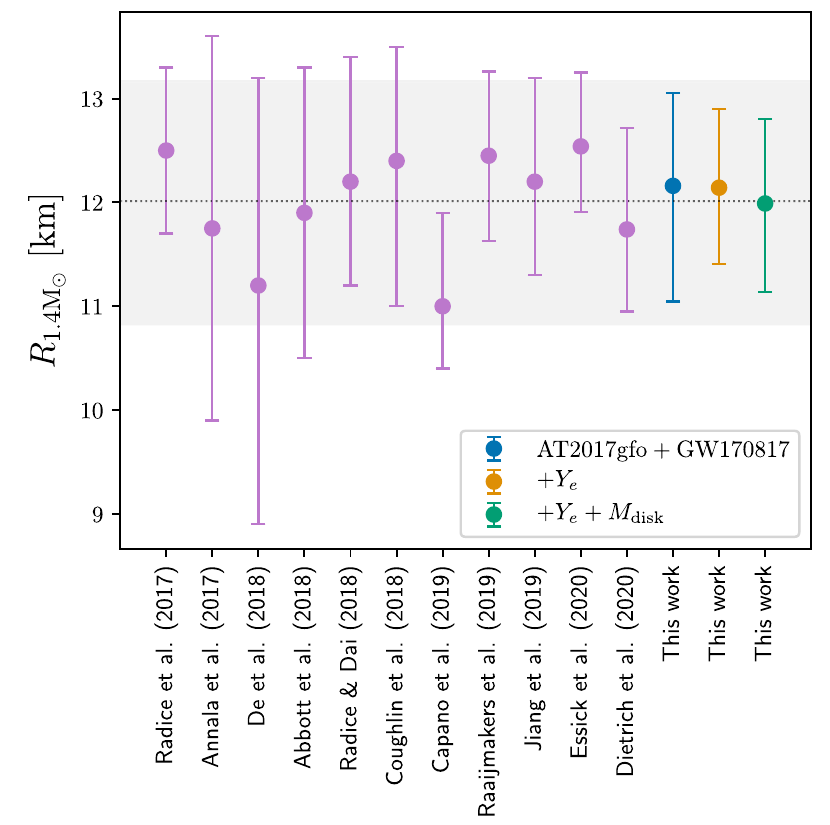 R1.4M⊙ [km]
13
12
11
10
9
AT2017gfo + GW170817
+Ye
+Ye + Mdisk
Radice et al. (2017)
Annala et al. (2017)
De et al. (2018)
Abbott et al. (2018)
Radice & Dai (2018)
Coughlin et al. (2018)
Capano et al. (2019)
Raaijmakers et al. (2019)
Jiang et al. (2019)
Essick et al. (2020)
Dietrich et al. (2020)
This work
This work
This work